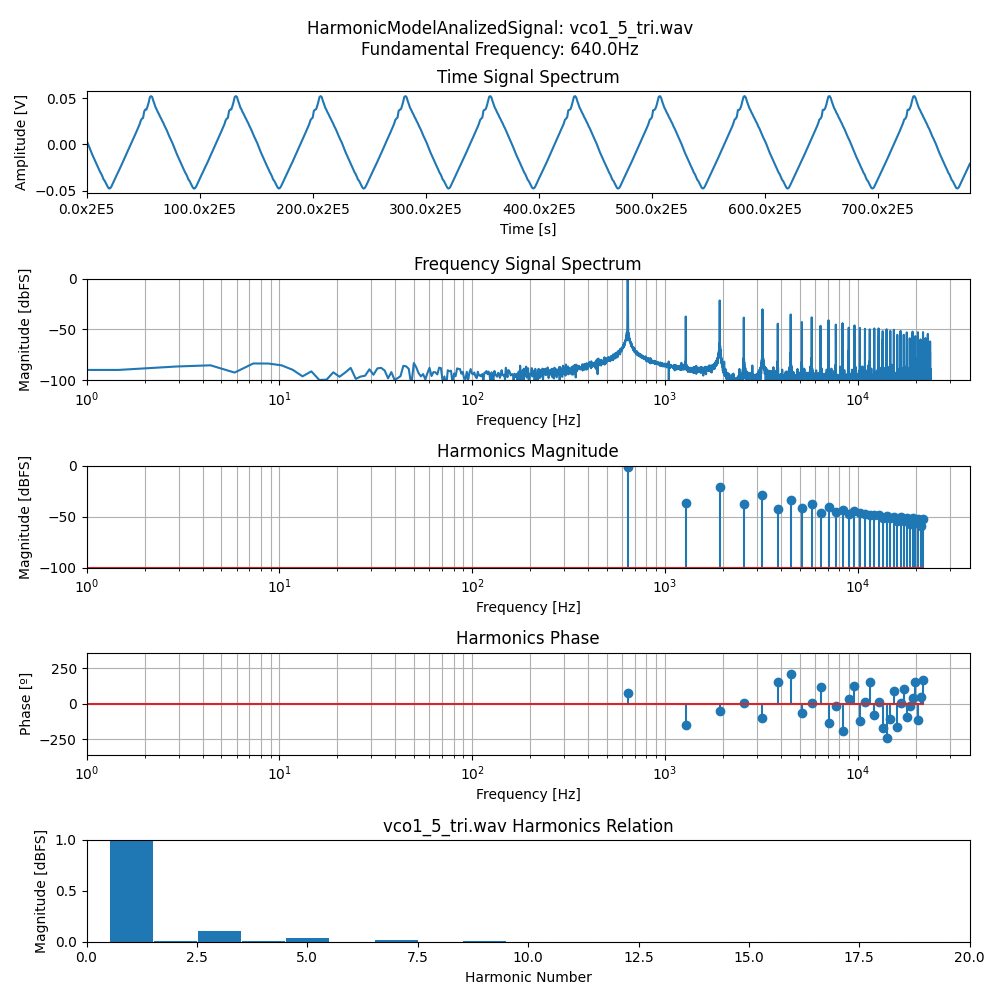 HarmonicModelAnalizedSignal: vco1_5_tri.wav
Fundamental Frequency: 640.0Hz
Time Signal Spectrum
Amplitude [V]
0.05
0.00
−0.05
0.0x2E5 100.0x2E5 200.0x2E5 300.0x2E5 400.0x2E5 500.0x2E5 600.0x2E5 700.0x2E5
Time [s]
Frequency Signal Spectrum
Magnitude [dbFS]
0
−50
−100
10⁰ 10¹ 10² 10³ 10⁴
Frequency [Hz]
Harmonics Magnitude
Magnitude [dBFS]
0
−50
−100
10⁰ 10¹ 10² 10³ 10⁴
Frequency [Hz]
Harmonics Phase
Phase [º]
250
0
−250
10⁰ 10¹ 10² 10³ 10⁴
Frequency [Hz]
vco1_5_tri.wav Harmonics Relation
Magnitude [dBFS]
1.0
0.5
0.0
0.0 2.5 5.0 7.5 10.0 12.5 15.0 17.5 20.0
Harmonic Number